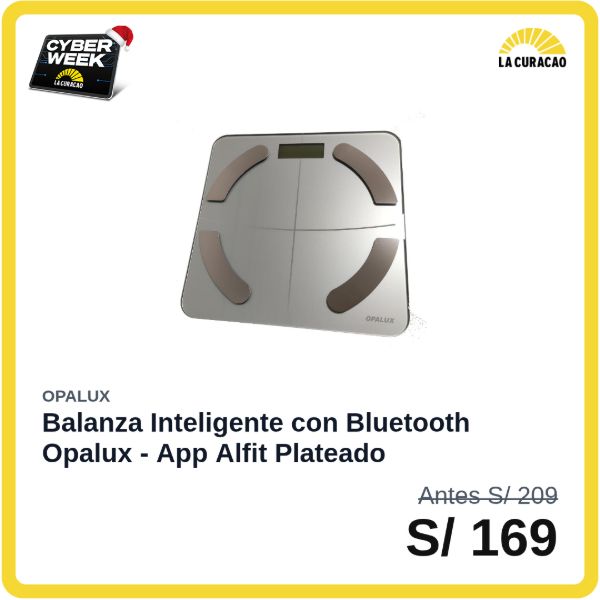 CYBER
WEEK
LA CURACAO
LA CURACAO
OPALUX
OPALUX
Balanza Inteligente con Bluetooth
Opalux - App Alfit Plateado
Antes S/ 209
S/ 169